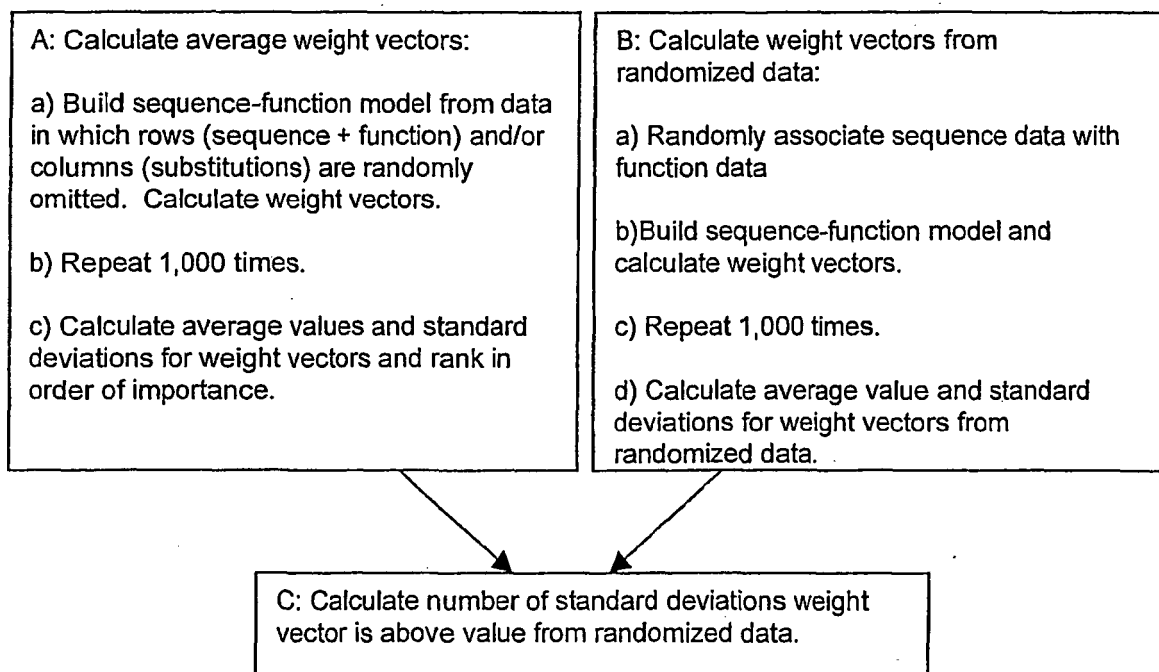 A: Calculate average weight vectors:
a) Build sequence-function model from data
in which rows (sequence + function) and/or
columns (substitutions) are randomly
omitted. Calculate weight vectors.
b) Repeat 1,000 times.
c) Calculate average values and standard
deviations for weight vectors and rank in
order of importance.
B: Calculate weight vectors from
randomized data:
a) Randomly associate sequence data with
function data
b)Build sequence-function model and
calculate weight vectors.
c) Repeat 1,000 times.
d) Calculate average value and standard
deviations for weight vectors from
randomized data.
C: Calculate number of standard deviations weight
vector is above value from randomized data.